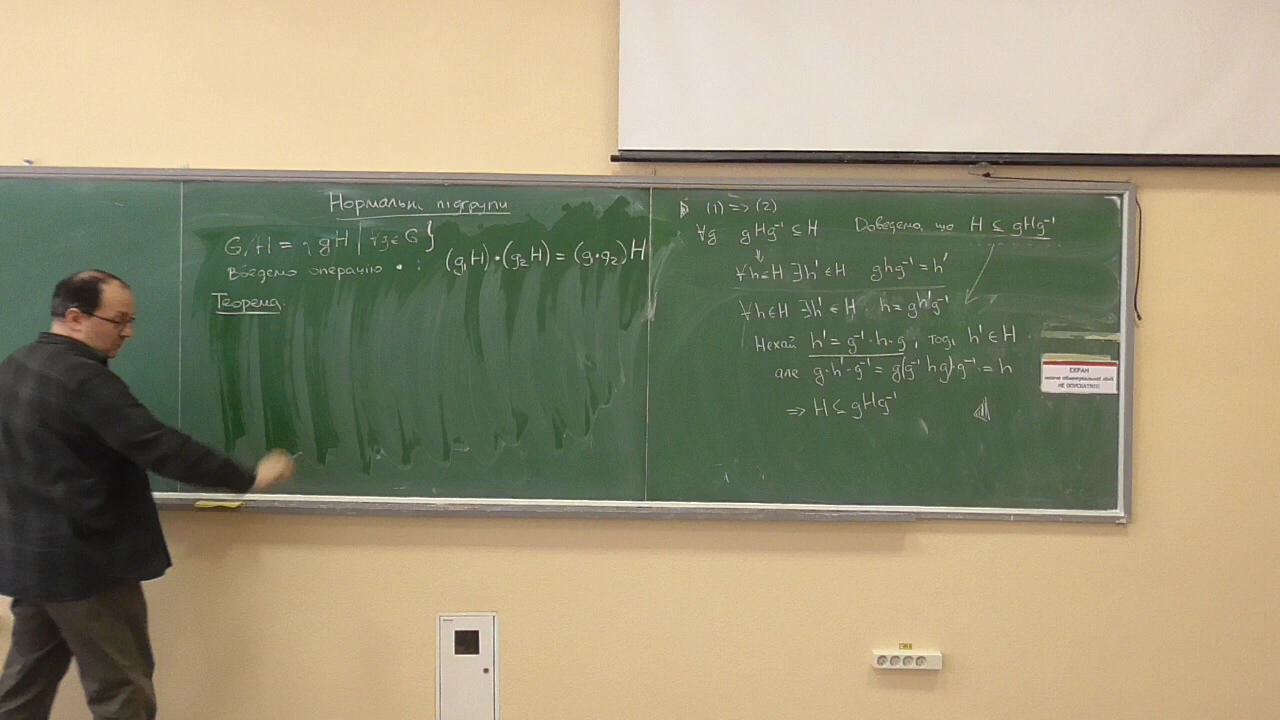 Нормальні підгрупи
G/H = { gH | ∀g∈G }
Введемо операцію • : (g₁H)•(g₂H) = (g₁•g₂)H
Теорема.
(1) => (2)
∀g gHg⁻¹ ⊆ H Доведемо, що H ⊆ gHg⁻¹
∀h∈H ∃h' ∈ H ghg⁻¹ = h'
∀h∈H ∃h' ∈ H h = gh'g⁻¹
Нехай h' = g⁻¹·h·g, тоді h' ∈ H
але g·h'·g⁻¹ = g(g⁻¹hg)·g⁻¹ = h
=> H ⊆ gHg⁻¹
ЕКРАН
НЕ ОПУСКАТИ